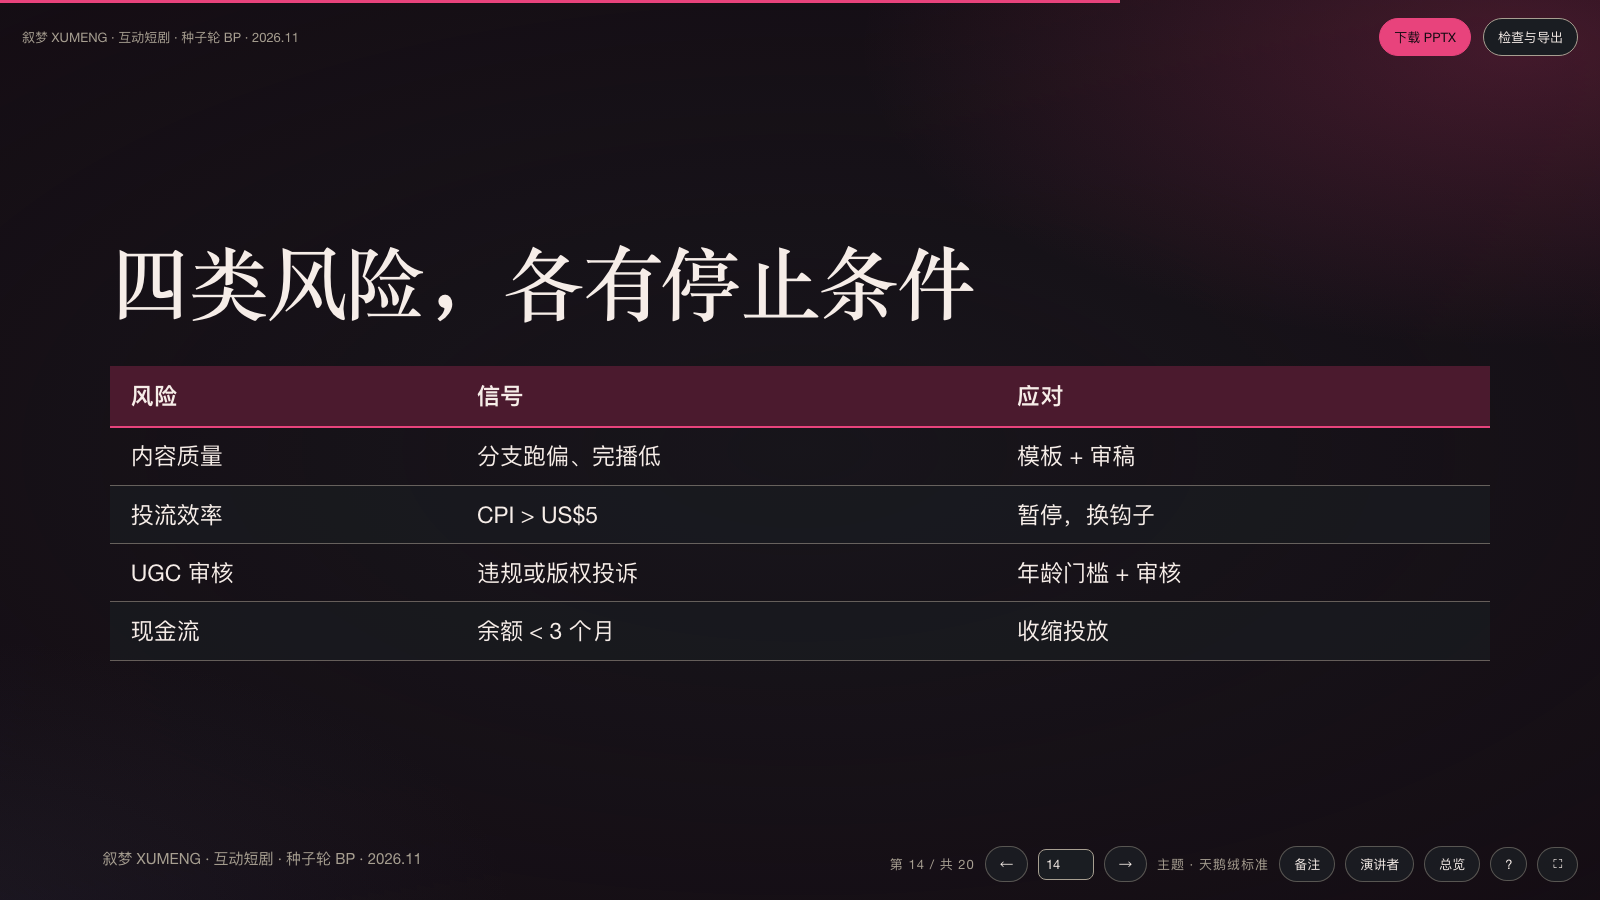 叙梦 XUMENG · 互动短剧 · 种子轮 BP · 2026.11
下载 PPTX
检查与导出
四类风险，各有停止条件
风险 信号 应对
内容质量 分支跑偏、完播低 模板 + 审稿
投流效率 CPI > US$5 暂停，换钩子
UGC 审核 违规或版权投诉 年龄门槛 + 审核
现金流 余额 < 3 个月 收缩投放
叙梦 XUMENG · 互动短剧 · 种子轮 BP · 2026.11
第 14 / 共 20 ← 14 → 主题 · 天鹅绒标准 备注 演讲者 总览 ?